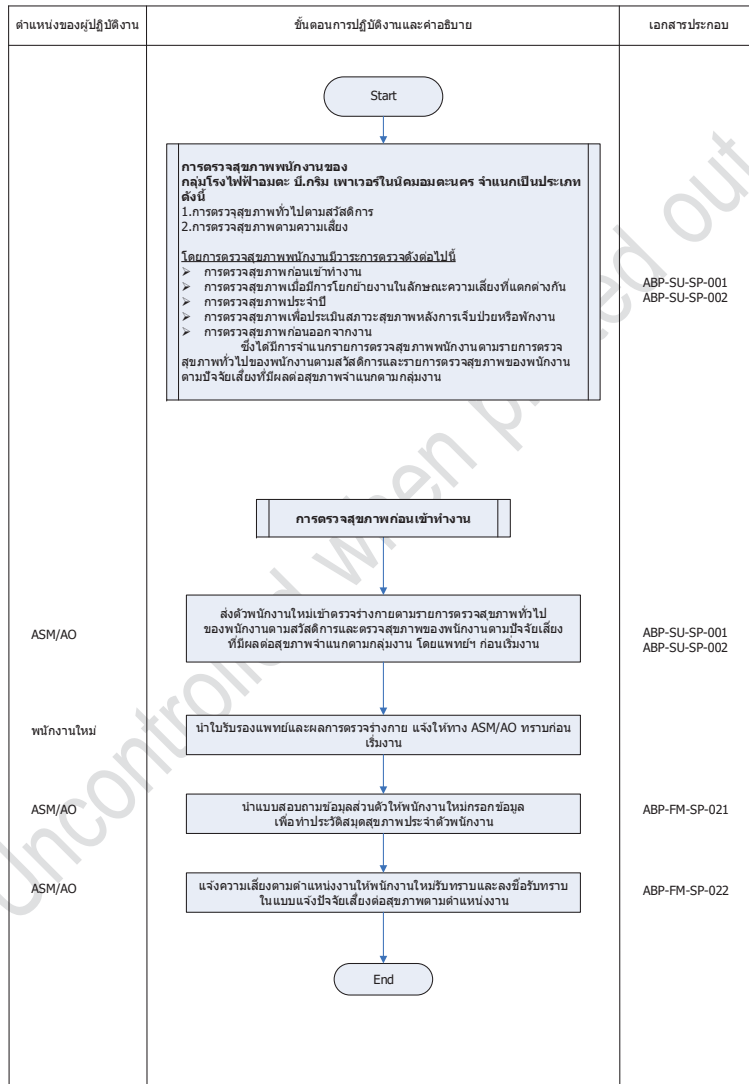 ตำแหน่งของผู้ปฏิบัติงาน
ขั้นตอนการปฏิบัติงานและคำอธิบาย
เอกสารประกอบ
Start
การตรวจสุขภาพพนักงานของ
กลุ่มโรงไฟฟ้าอมตะ บี.กริม เพาเวอร์ในนิคมอมตะนคร จำแนกเป็นประเภท
ดังนี้
1.การตรวจสุขภาพทั่วไปตามสวัสดิการ
2.การตรวจสุขภาพตามความเสี่ยง
โดยการตรวจสุขภาพพนักงานมีวาระการตรวจดังต่อไปนี้
➢ การตรวจสุขภาพก่อนเข้าทำงาน
➢ การตรวจสุขภาพเมื่อมีการโยกย้ายงานในลักษณะความเสี่ยงที่แตกต่างกัน
➢ การตรวจสุขภาพประจำปี
➢ การตรวจสุขภาพเพื่อประเมินสภาวะสุขภาพหลังการเจ็บป่วยหรือพักงาน
➢ การตรวจสุขภาพก่อนออกจากงาน
ซึ่งได้มีการจำแนกรายการตรวจสุขภาพพนักงานตามรายการตรวจ
สุขภาพทั่วไปของพนักงานตามสวัสดิการและรายการตรวจสุขภาพของพนักงาน
ตามปัจจัยเสี่ยงที่มีผลต่อสุขภาพจำแนกตามกลุ่มงาน
ABP-SU-SP-001
ABP-SU-SP-002
การตรวจสุขภาพก่อนเข้าทำงาน
ASM/AO
ส่งตัวพนักงานใหม่เข้าตรวจร่างกายตามรายการตรวจสุขภาพทั่วไป
ของพนักงานตามสวัสดิการและตรวจสุขภาพของพนักงานตามปัจจัยเสี่ยง
ที่มีผลต่อสุขภาพจำแนกตามกลุ่มงาน โดยแพทย์ฯ ก่อนเริ่มงาน
ABP-SU-SP-001
ABP-SU-SP-002
พนักงานใหม่
นำใบรับรองแพทย์และผลการตรวจร่างกาย แจ้งให้ทาง ASM/AO ทราบก่อน
เริ่มงาน
ASM/AO
นำแบบสอบถามข้อมูลส่วนตัวให้พนักงานใหม่กรอกข้อมูล
เพื่อทำประวัติสมุดสุขภาพประจำตัวพนักงาน
ABP-FM-SP-021
ASM/AO
แจ้งความเสี่ยงตามตำแหน่งงานให้พนักงานใหม่รับทราบและลงชื่อรับทราบ
ในแบบแจ้งปัจจัยเสี่ยงต่อสุขภาพตามตำแหน่งงาน
ABP-FM-SP-022
End
Uncontrolled when printed out